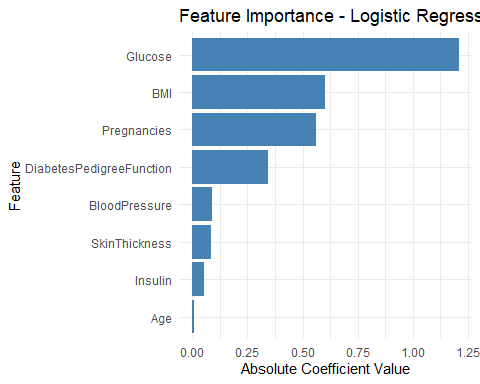 Feature Importance - Logistic Regress
Glucose
BMI
Pregnancies
DiabetesPedigreeFunction
BloodPressure
SkinThickness
Insulin
Age
Feature
0.00 0.25 0.50 0.75 1.00 1.25
Absolute Coefficient Value